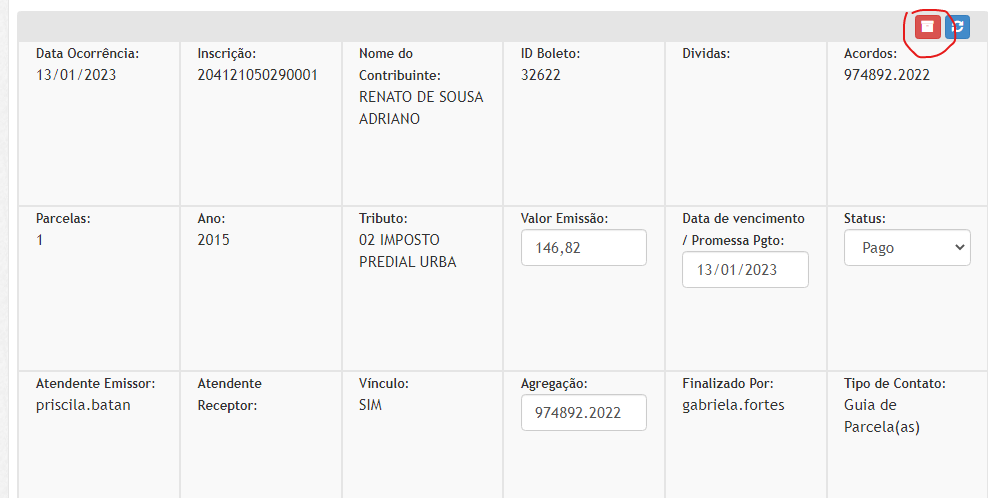 Data Ocorrência:
13/01/2023
Inscrição:
204121050290001
Nome do
Contribuinte:
RENATO DE SOUSA
ADRIANO
ID Boleto:
32622
Dividas:
Acordos:
974892.2022
Parcelas:
1
Ano:
2015
Tributo:
02 IMPOSTO
PREDIAL URBA
Valor Emissão:
146,82
Data de vencimento
/ Promessa Pgto:
13/01/2023
Status:
Pago
Atendente Emissor:
priscila.batan
Atendente
Receptor:
Vínculo:
SIM
Agregação:
974892.2022
Finalizado Por:
gabriela.fortes
Tipo de Contato:
Guia de
Parcela(as)